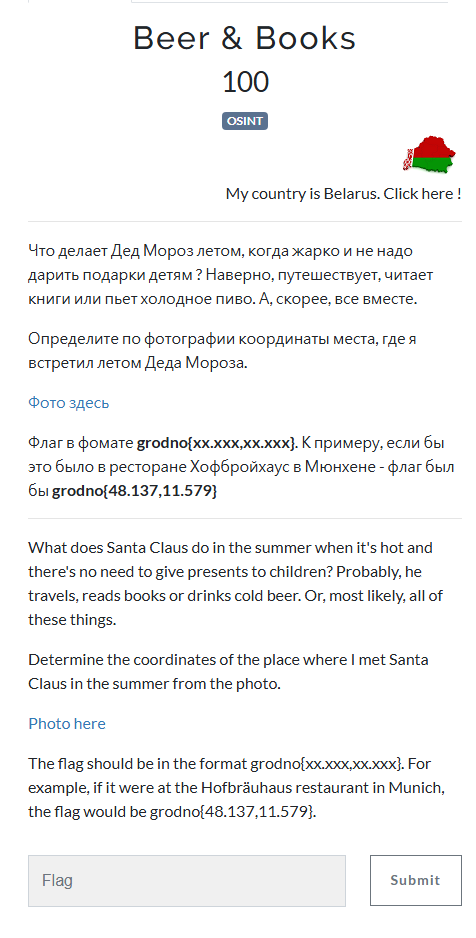 Beer & Books
100
OSINT
My country is Belarus. Click here !
Что делает Дед Мороз летом, когда жарко и не надо
дарить подарки детям ? Наверно, путешествует, читает
книги или пьет холодное пиво. А, скорее, все вместе.
Определите по фотографии координаты места, где я
встретил летом Деда Мороза.
Фото здесь
Флаг в фомате grodno{xx.xxx,xx.xxx}. К примеру, если бы
это было в ресторане Хофбройхаус в Мюнхене - флаг был
бы grodno{48.137,11.579}
What does Santa Claus do in the summer when it's hot and
there's no need to give presents to children? Probably, he
travels, reads books or drinks cold beer. Or, most likely, all of
these things.
Determine the coordinates of the place where I met Santa
Claus in the summer from the photo.
Photo here
The flag should be in the format grodno{xx.xxx,xx.xxx}. For
example, if it were at the Hofbräuhaus restaurant in Munich,
the flag would be grodno{48.137,11.579}.
Flag
Submit